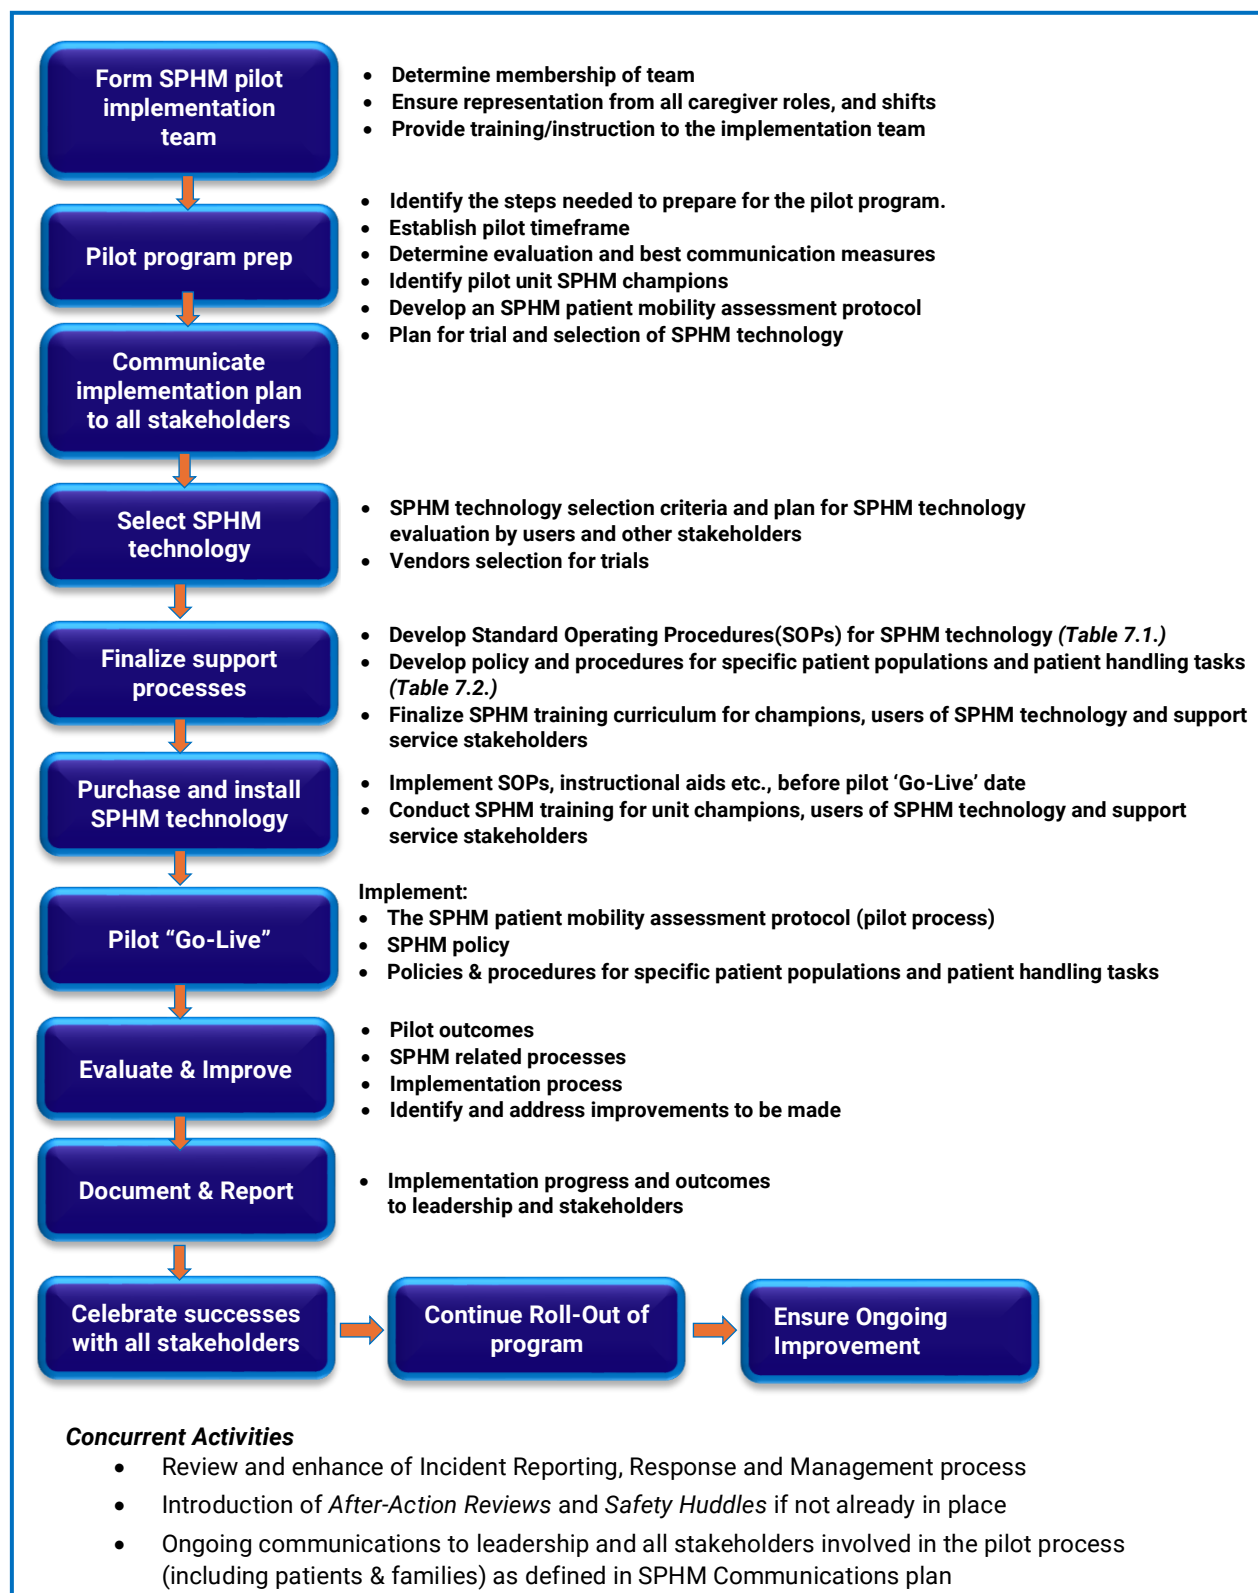 Form SPHM pilot
implementation
team
• Determine membership of team
• Ensure representation from all caregiver roles, and shifts
• Provide training/instruction to the implementation team
Pilot program prep
• Identify the steps needed to prepare for the pilot program.
• Establish pilot timeframe
• Determine evaluation and best communication measures
• Identify pilot unit SPHM champions
• Develop an SPHM patient mobility assessment protocol
• Plan for trial and selection of SPHM technology
Communicate
implementation plan
to all stakeholders
Select SPHM
technology
• SPHM technology selection criteria and plan for SPHM technology
evaluation by users and other stakeholders
• Vendors selection for trials
Finalize support
processes
• Develop Standard Operating Procedures(SOPs) for SPHM technology (Table 7.1.)
• Develop policy and procedures for specific patient populations and patient handling tasks
(Table 7.2.)
• Finalize SPHM training curriculum for champions, users of SPHM technology and support
service stakeholders
Purchase and install
SPHM technology
• Implement SOPs, instructional aids etc., before pilot ‘Go-Live’ date
• Conduct SPHM training for unit champions, users of SPHM technology and support
service stakeholders
Pilot “Go-Live”
Implement:
• The SPHM patient mobility assessment protocol (pilot process)
• SPHM policy
• Policies & procedures for specific patient populations and patient handling tasks
Evaluate & Improve
• Pilot outcomes
• SPHM related processes
• Implementation process
• Identify and address improvements to be made
Document & Report
• Implementation progress and outcomes
to leadership and stakeholders
Celebrate successes
with all stakeholders
Continue Roll-Out of
program
Ensure Ongoing
Improvement
Concurrent Activities
• Review and enhance of Incident Reporting, Response and Management process
• Introduction of After-Action Reviews and Safety Huddles if not already in place
• Ongoing communications to leadership and all stakeholders involved in the pilot process
(including patients & families) as defined in SPHM Communications plan